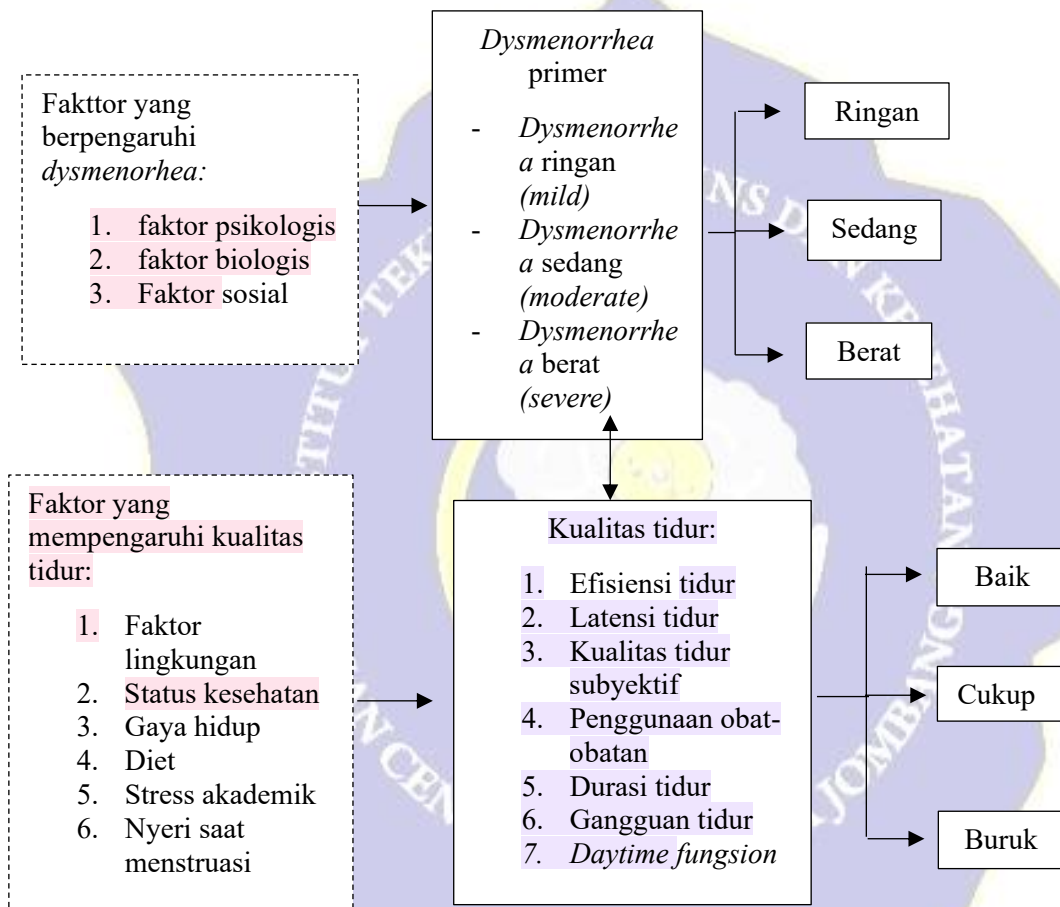 Fakttor yang
berpengaruhi
dysmenorhea:
1. faktor psikologis
2. faktor biologis
3. Faktor sosial
Dysmenorrhea
primer
- Dysmenorrhe
a ringan
(mild)
- Dysmenorrhe
a sedang
(moderate)
- Dysmenorrhe
a berat
(severe)
Ringan
Sedang
Berat
Faktor yang
mempengaruhi kualitas
tidur:
1. Faktor
lingkungan
2. Status kesehatan
3. Gaya hidup
4. Diet
5. Stress akademik
6. Nyeri saat
menstruasi
Kualitas tidur:
1. Efisiensi tidur
2. Latensi tidur
3. Kualitas tidur
subyektif
4. Penggunaan obat-
obatan
5. Durasi tidur
6. Gangguan tidur
7. Daytime fungsion
Baik
Cukup
Buruk
KESEHATAN
JOMBANG